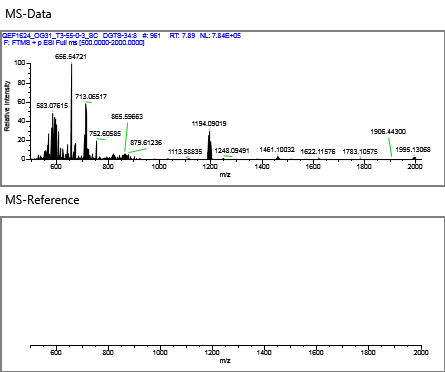 MS-Data
QEF1624_OG31_T3-55-0-3_SC DGTS-34:8 #: 961 RT: 7.89 NL: 7.84E+05
F: FTMS + p ESI Full ms [500.0000-2000.0000]
100
80
60
40
20
0
Relative Intensity
583.07615
656.54721
713.06517
752.60585
865.59663
879.61236
1113.58835
1194.09019
1248.09491
1461.10032
1622.11576
1783.10575
1906.44300
1995.13068
600 800 1000 1200 1400 1600 1800 2000
m/z
MS-Reference
600 800 1000 1200 1400 1600 1800 2000
m/z